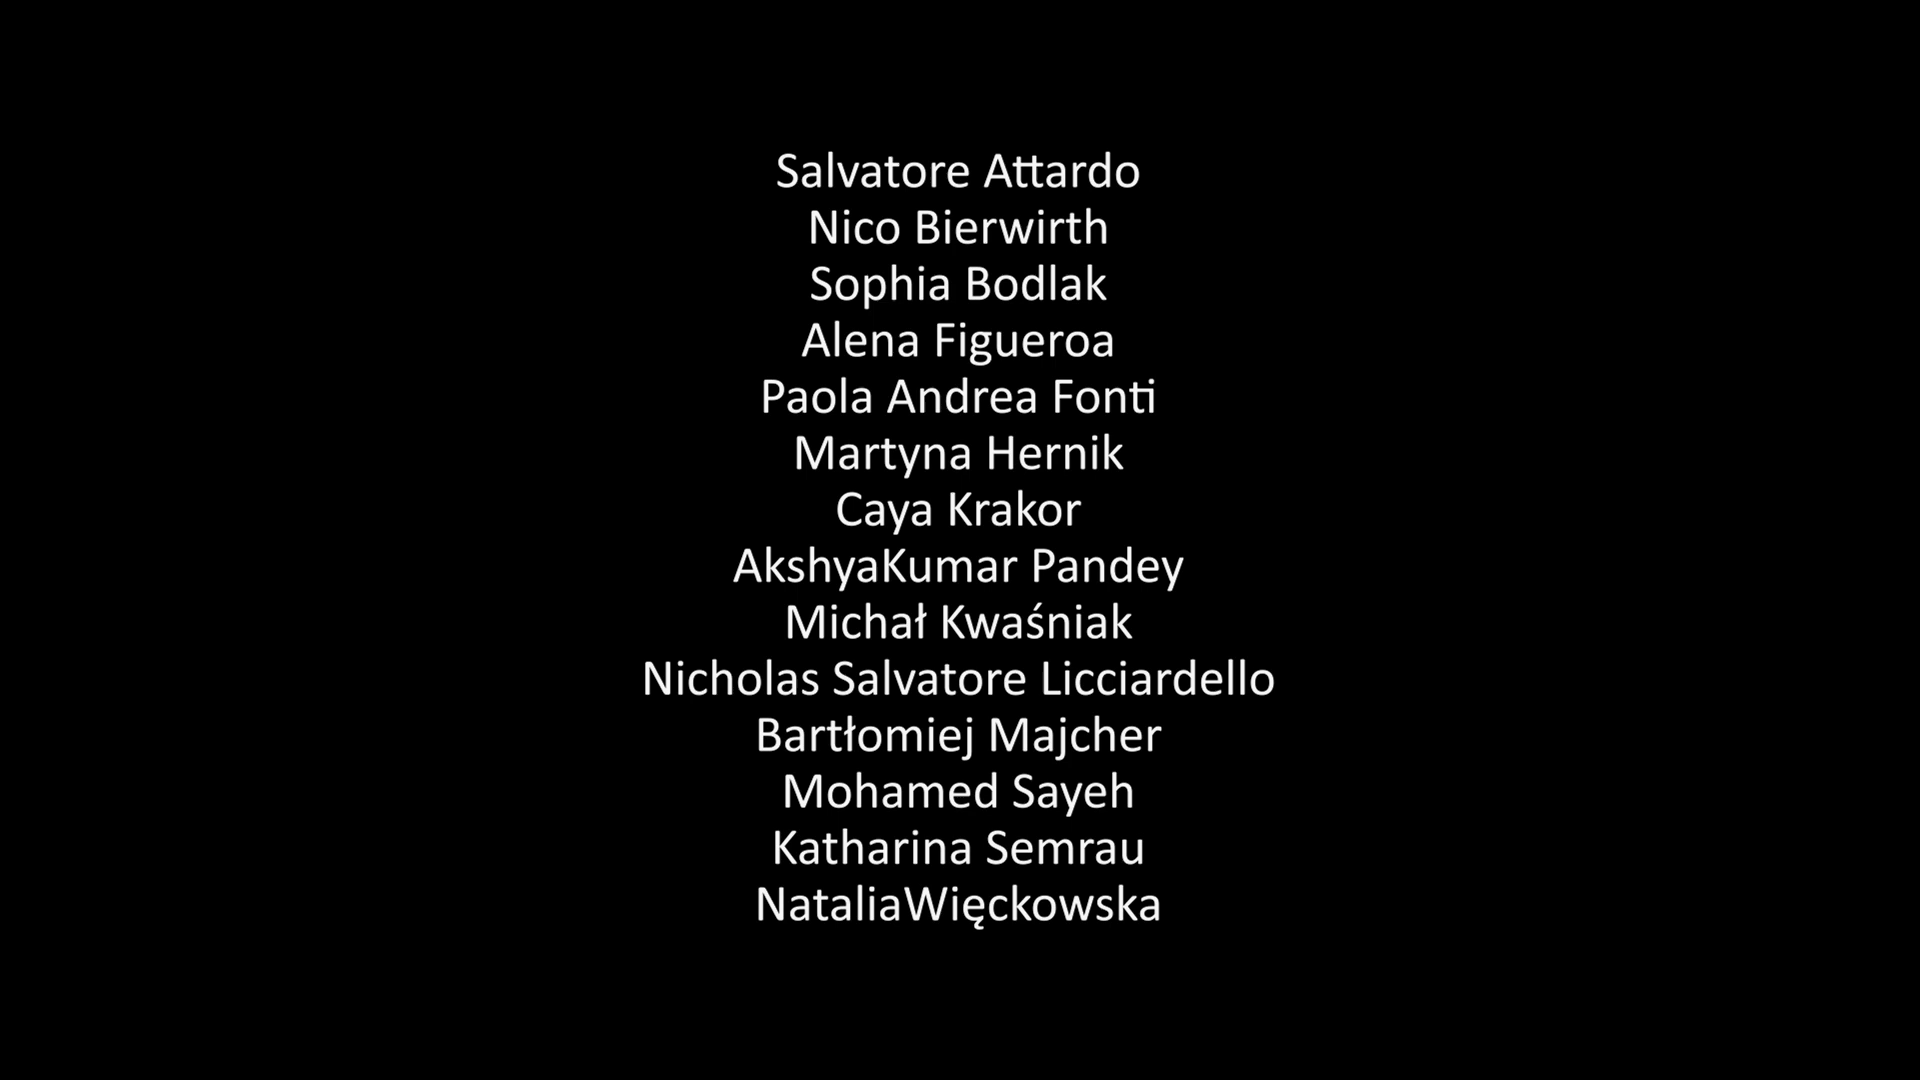 Salvatore Attardo
Nico Bierwirth
Sophia Bodlak
Alena Figueroa
Paola Andrea Fonti
Martyna Hernik
Caya Krakor
AkshyaKumar Pandey
Michał Kwaśniak
Nicholas Salvatore Licciardello
Bartłomiej Majcher
Mohamed Sayeh
Katharina Semrau
NataliaWięckowska